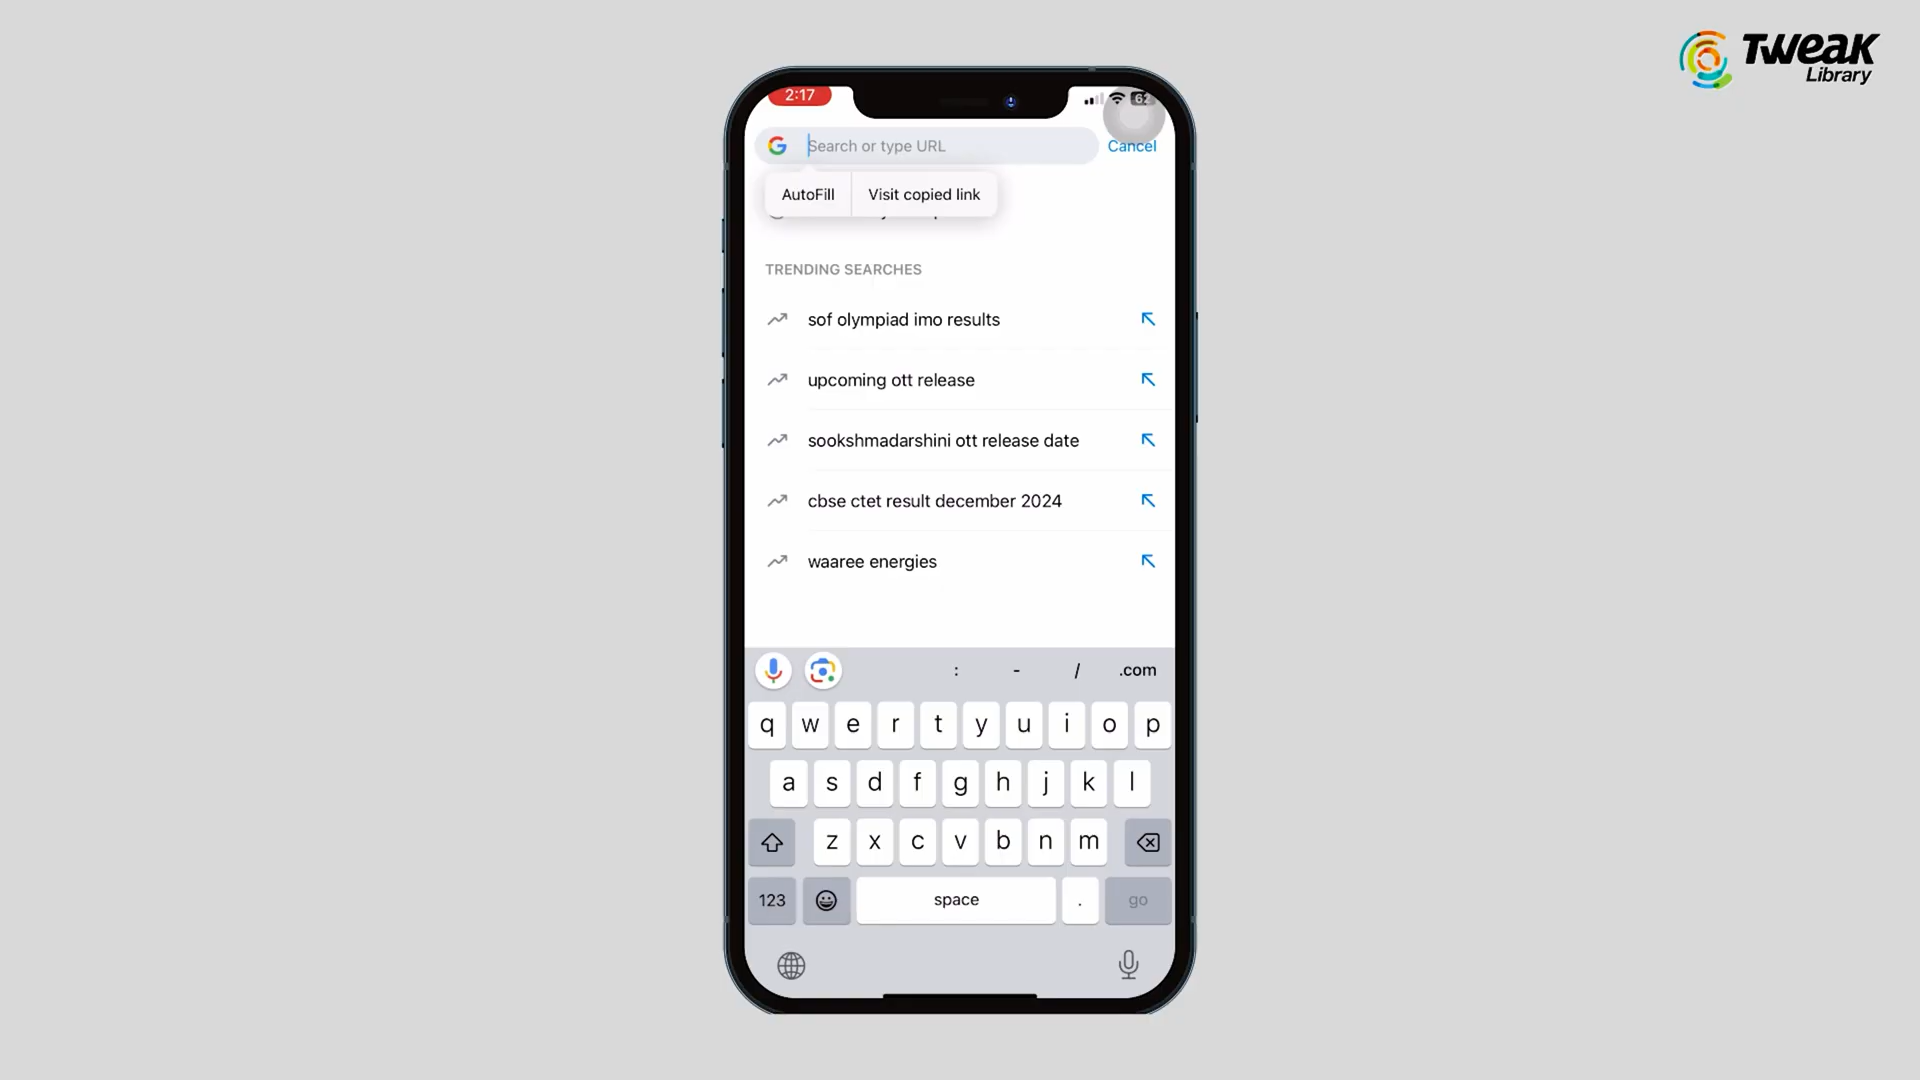 TWEAK
Library
2:17
62
Search or type URL
Cancel
AutoFill
Visit copied link
TRENDING SEARCHES
sof olympiad imo results
upcoming ott release
sookshmadarshini ott release date
cbse ctet result december 2024
waaree energies
: - / .com
q w e r t y u i o p
a s d f g h j k l
z x c v b n m
123 space . go